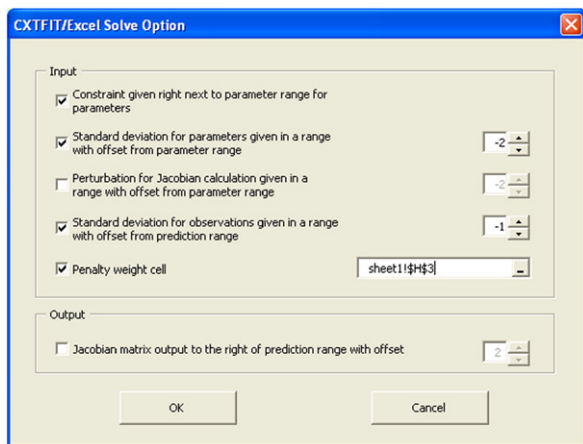 CXTFIT/Excel Solve Option
Input
Constraint given right next to parameter range for
parameters
Standard deviation for parameters given in a range
with offset from parameter range
-2
Perturbation for Jacobian calculation given in a
range with offset from parameter range
-2
Standard deviation for observations given in a range
with offset from prediction range
-1
Penalty weight cell
sheet1!$H$3
Output
Jacobian matrix output to the right of prediction range with offset
2
OK
Cancel